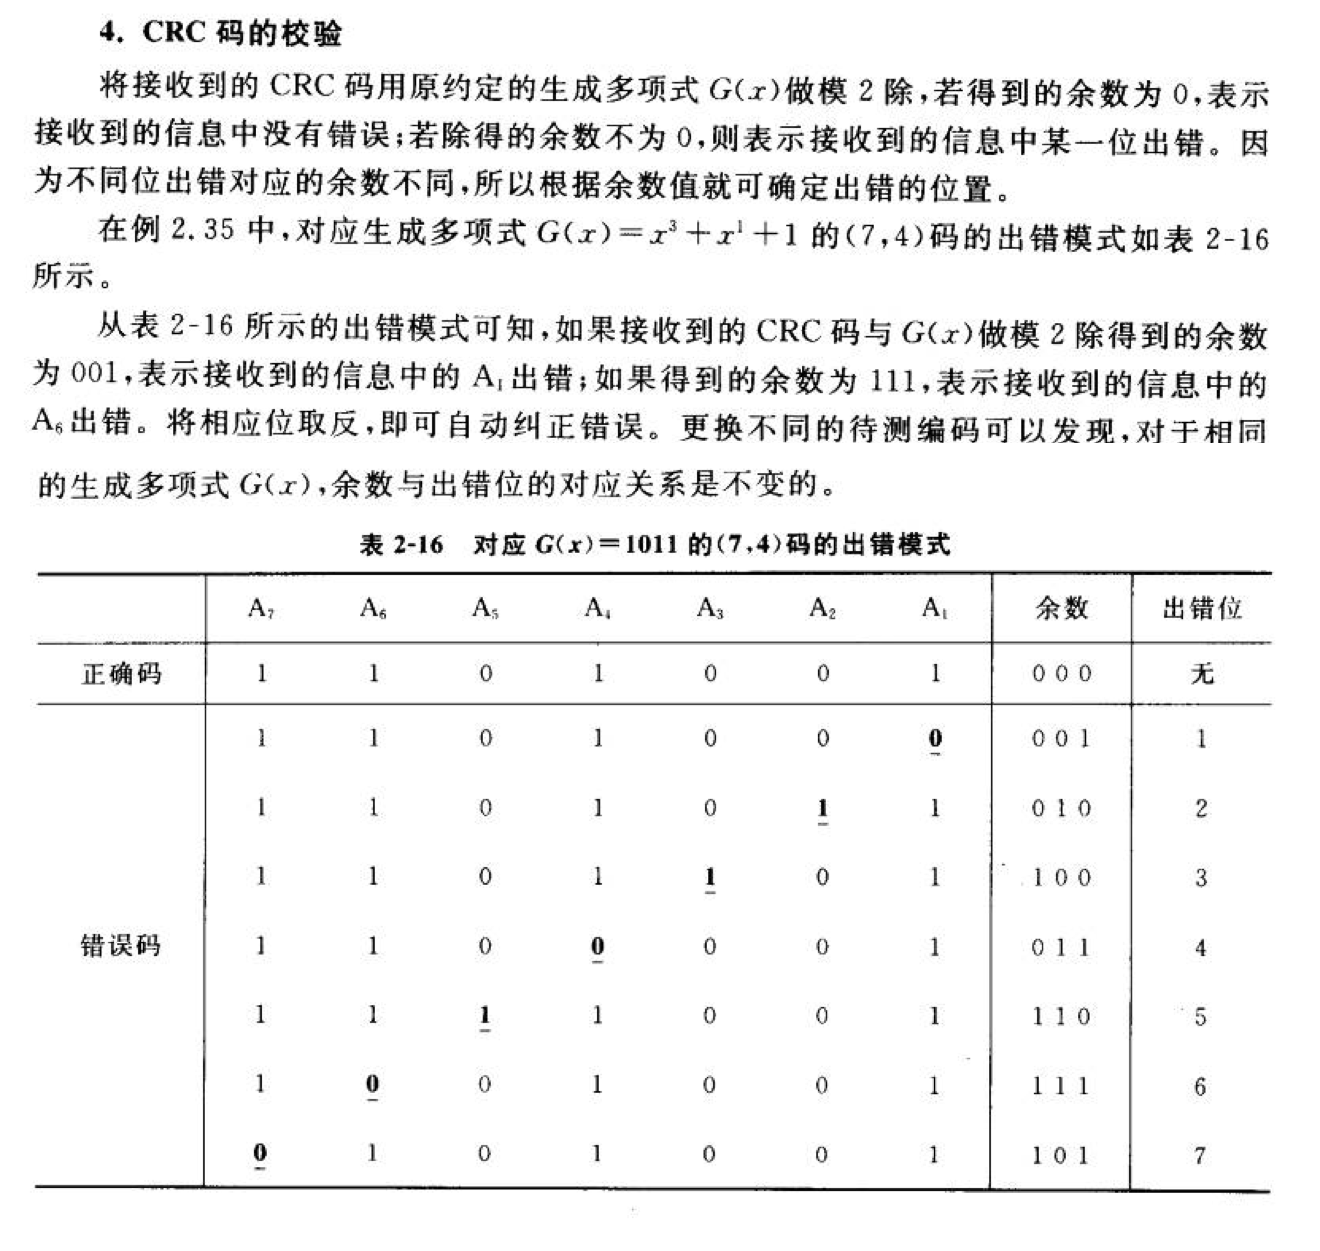 4. CRC 码的校验
将接收到的 CRC 码用原约定的生成多项式 G(x)做模 2 除,若得到的余数为 0,表示
接收到的信息中没有错误;若除得的余数不为 0,则表示接收到的信息中某一位出错。因
为不同位出错对应的余数不同,所以根据余数值就可确定出错的位置。
在例 2.35 中,对应生成多项式 G(x)=x³+x¹+1 的(7,4)码的出错模式如表 2-16
所示。
从表 2-16 所示的出错模式可知,如果接收到的 CRC 码与 G(x)做模 2 除得到的余数
为 001,表示接收到的信息中的 A₁出错;如果得到的余数为 111,表示接收到的信息中的
A₆出错。将相应位取反,即可自动纠正错误。更换不同的待测编码可以发现,对于相同
的生成多项式 G(x),余数与出错位的对应关系是不变的。
表 2-16 对应 G(x)=1011 的(7,4)码的出错模式
A₇ A₆ A₅ A₄ A₃ A₂ A₁ 余数 出错位
正确码 1 1 0 1 0 0 1 0 0 0 无
1 1 0 1 0 0 0 0 0 1 1
1 1 0 1 0 1 1 0 1 0 2
1 1 0 1 1 0 1 1 0 0 3
错误码 1 1 0 0 0 0 1 0 1 1 4
1 1 1 1 0 0 1 1 1 0 5
1 0 0 1 0 0 1 1 1 1 6
0 1 0 1 0 0 1 1 0 1 7